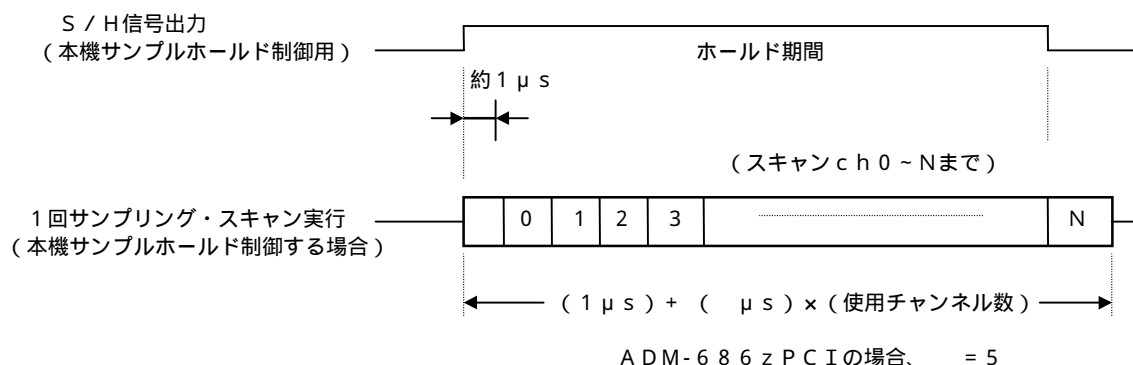 S/H信号出力
(本機サンプルホールド制御用)
ホールド期間
約1μs
(スキャンch0~Nまで)
1回サンプリング・スキャン実行
(本機サンプルホールド制御する場合)
0 1 2 3 N
(1μs)+( μs)×(使用チャンネル数)
ADM-686zPCIの場合、 =5